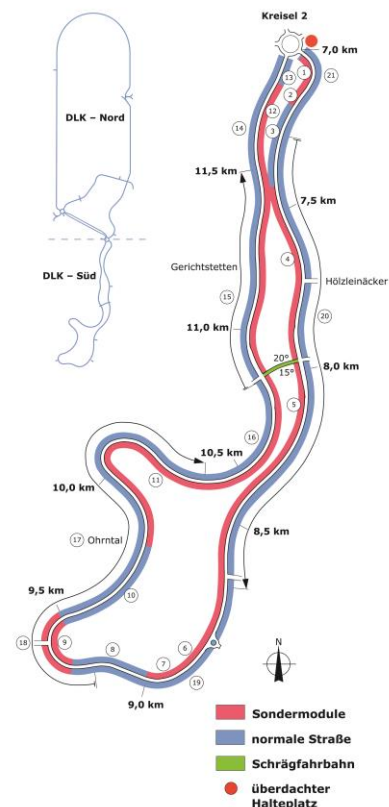 Kreisel 2
7,0 km
DLK – Nord
DLK – Süd
13
1
21
2
12
3
14
11,5 km
7,5 km
Gerichtstetten
4
Hölzleinäcker
15
20
11,0 km
20°
15°
8,0 km
5
16
10,5 km
11
10,0 km
8,5 km
17 Ohrntal
9,5 km
10
18
9
8
7
6
19
9,0 km
N
Sondermodule
normale Straße
Schrägfahrbahn
überdachter
Halteplatz